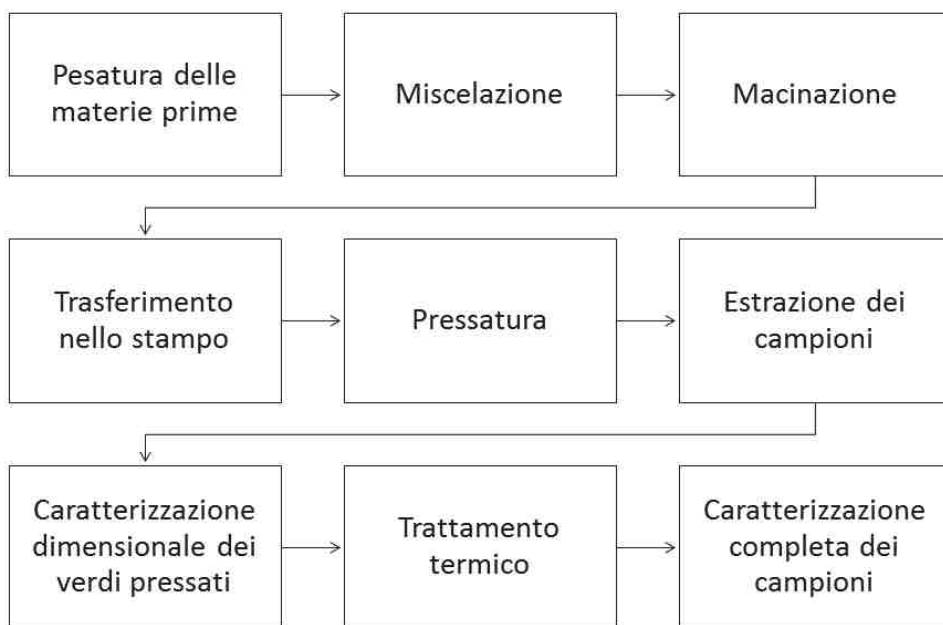 Pesatura delle
materie prime
Miscelazione
Macinazione
Trasferimento
nello stampo
Pressatura
Estrazione dei
campioni
Caratterizzazione
dimensionale dei
verdi pressati
Trattamento
termico
Caratterizzazione
completa dei
campioni